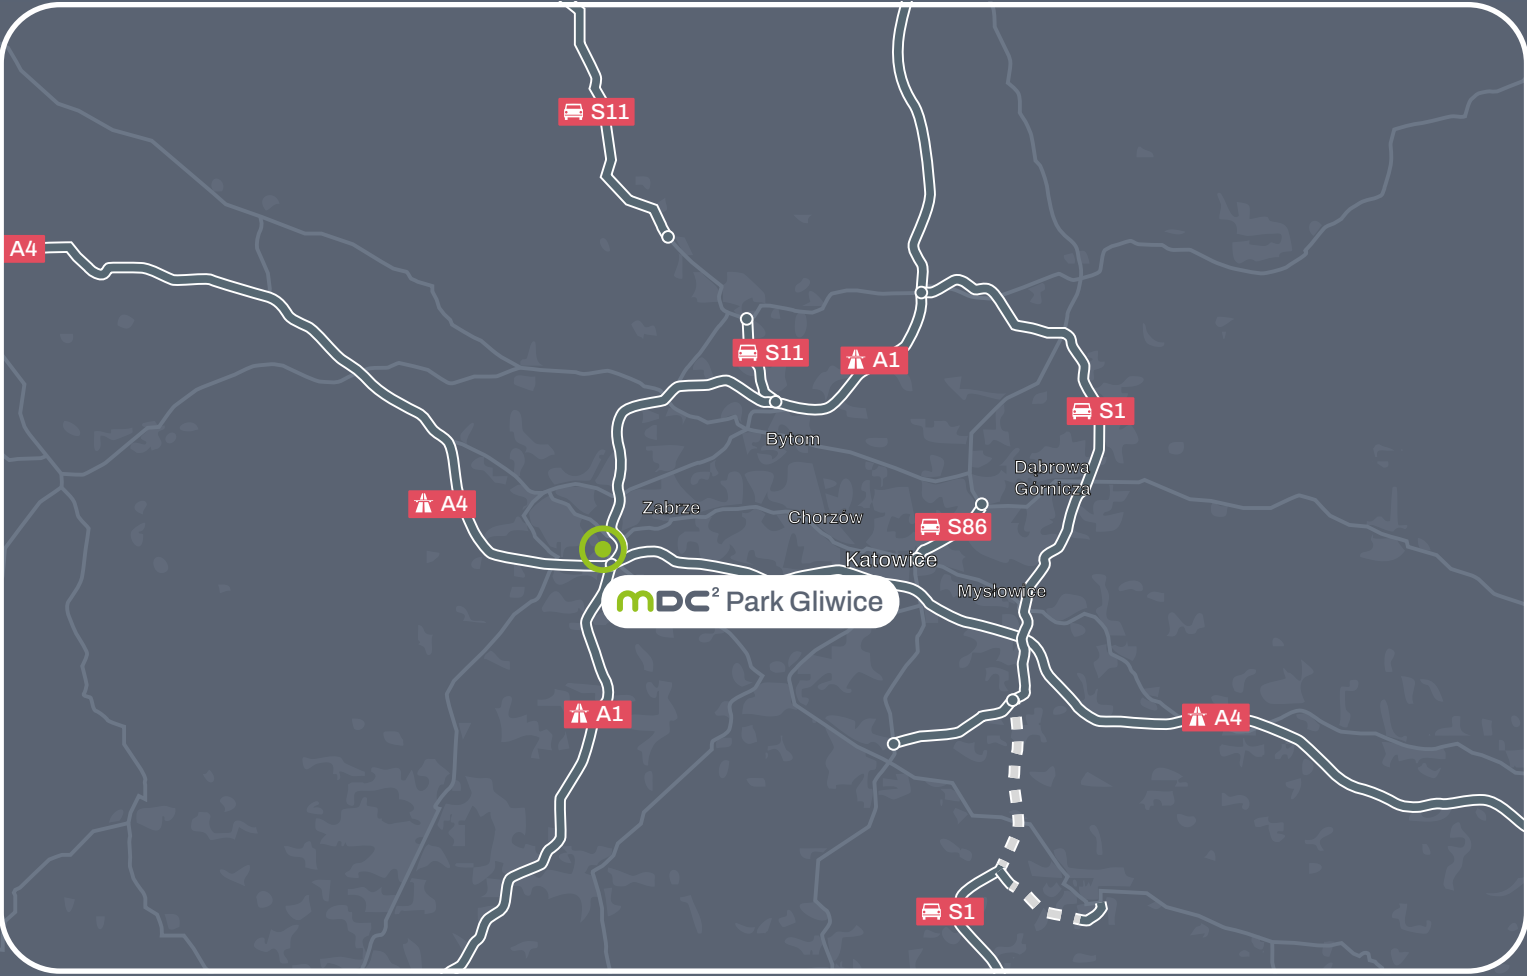 S11
A4
S11
A1
S1
Bytom
Dąbrowa
Górnicza
A4
Zabrze
Chorzów
S86
Katowice
Mysłowice
mDC² Park Gliwice
A1
A4
S1